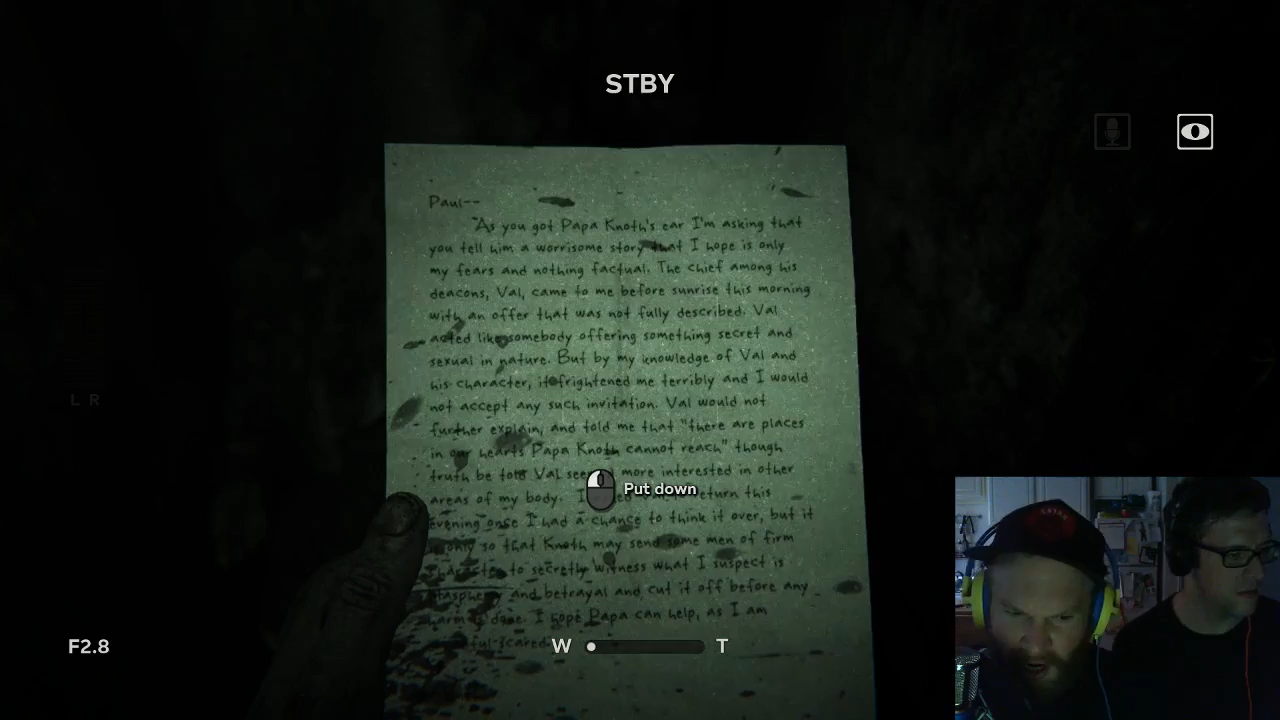 STBY
Paul--
"As you got Papa Knoth's ear I'm asking that
you tell him a worrisome story that I hope is only
my fears and nothing factual. The chief among his
deacons, Val, came to me before sunrise this morning
with an offer that was not fully described. Val
acted like somebody offering something secret and
sexual in nature. But by my knowledge of Val and
his character, it frightened me terribly and I would
not accept any such invitation. Val would not
further explain, and told me that "there are places
in our hearts Papa Knoth cannot reach" though
truth be told Val more interested in other
Put down
areas of my body. I return this
evening once I had a chance to think it over, but it
only so that Knoth may send some men of firm
character to secretly witness what I suspect is
blasphemy and betrayal and cut it off before any
harm is done. I hope Papa can help, as I am
scared
L R
F2.8
W T